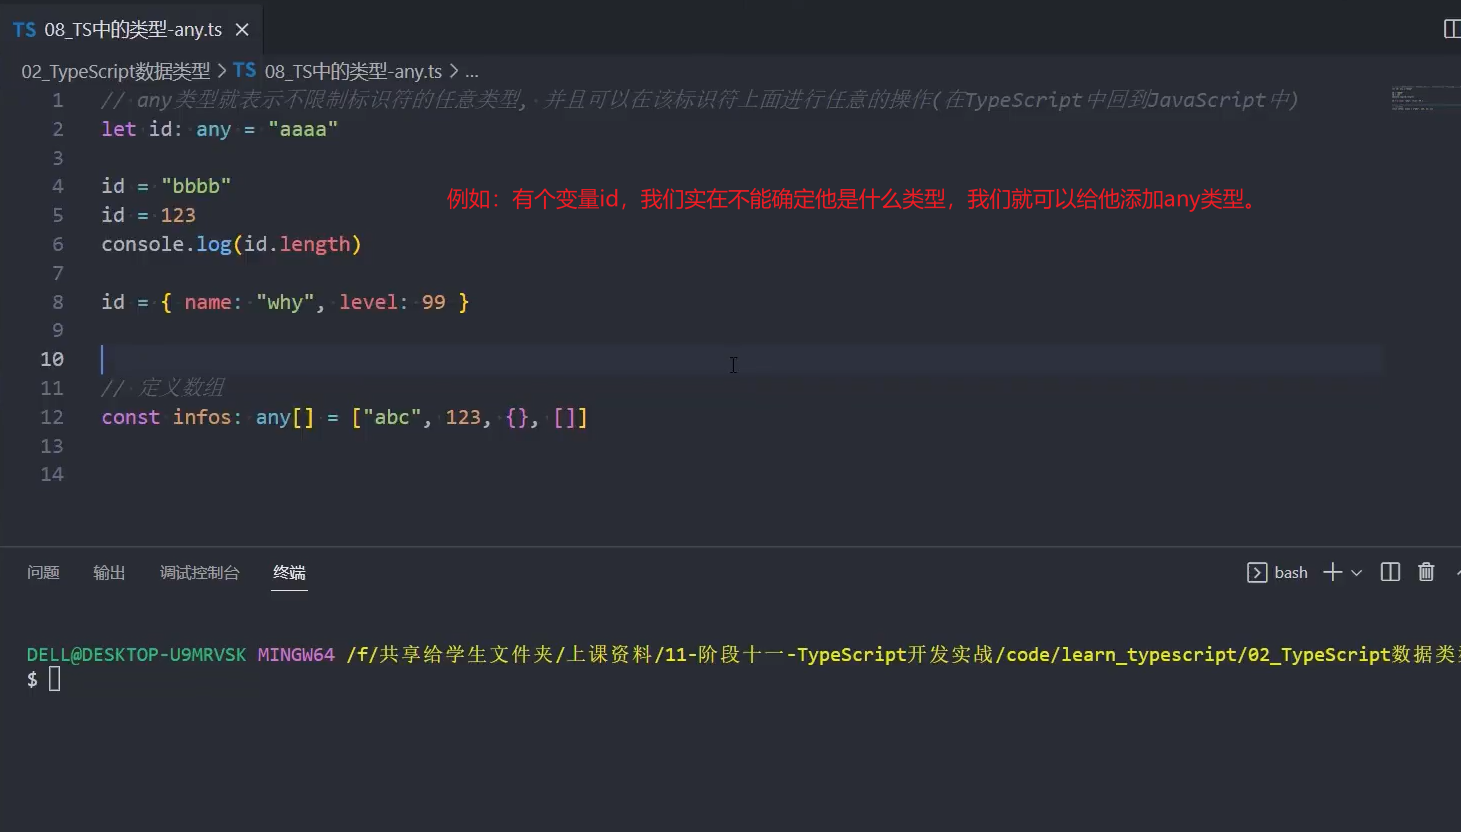 TS 08_TS中的类型-any.ts
02_TypeScript数据类型 > TS 08_TS中的类型-any.ts > ...
1 // any类型就表示不限制标识符的任意类型, 并且可以在该标识符上面进行任意的操作(在TypeScript中回到JavaScript中)
2 let id: any = "aaaa"
3
4 id = "bbbb"
例如：有个变量id，我们实在不能确定他是什么类型，我们就可以给他添加any类型。
5 id = 123
6 console.log(id.length)
7
8 id = { name: "why", level: 99 }
9
10
11 // 定义数组
12 const infos: any[] = ["abc", 123, {}, []]
13
14
问题 输出 调试控制台 终端 bash
DELL@DESKTOP-U9MRVSK MINGW64 /f/共享给学生文件夹/上课资料/11-阶段十一-TypeScript开发实战/code/learn_typescript/02_TypeScript数据类
$